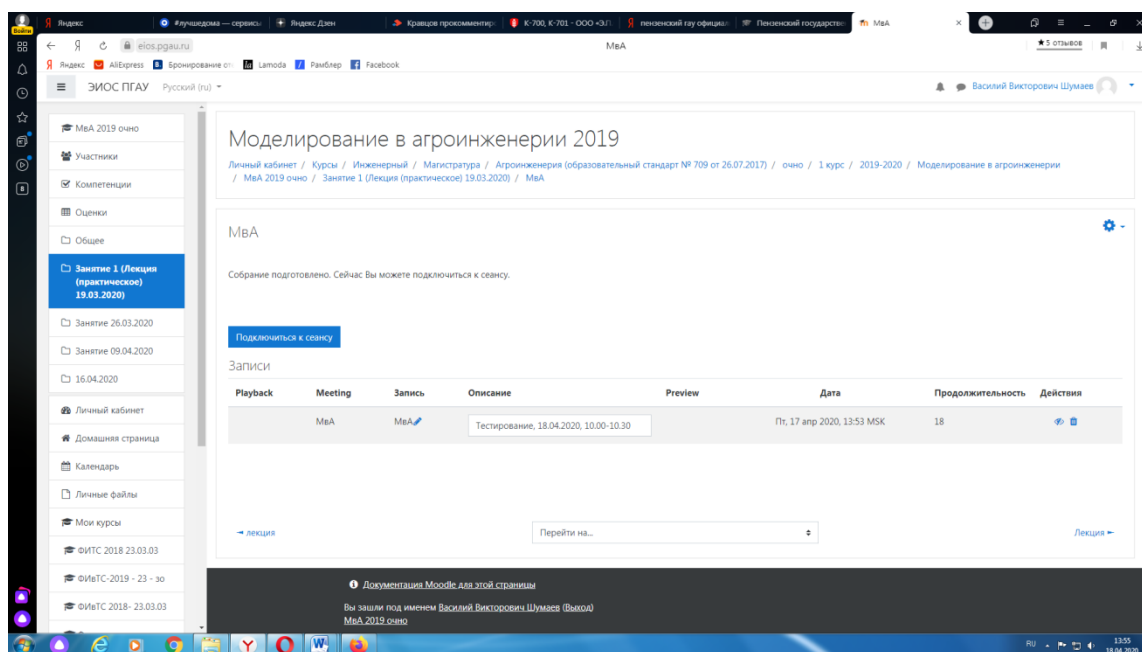 Войти
Яндекс
#лучшедома — сервисы
Яндекс Дзен
Кравцов прокомментир
К-700, К-701 - ООО «ЗЛ
пензенский гау официал
Пензенский государстве
МвА
eios.pgau.ru
МвА
★5 отзывов
Яндекс
AliExpress
Бронирование от
Lamoda
Рамблер
Facebook
ЭИОС ПГАУ
Русский (ru)
Василий Викторович Шумаев
МвА 2019 очно
Участники
Компетенции
Оценки
Общее
Занятие 1 (Лекция
(практическое)
19.03.2020)
Занятие 26.03.2020
Занятие 09.04.2020
16.04.2020
Личный кабинет
Домашняя страница
Календарь
Личные файлы
Мои курсы
ФИТС 2018 23.03.03
ФИвТС-2019 - 23 - зо
ФИвТС 2018- 23.03.03
Моделирование в агроинженерии 2019
Личный кабинет / Курсы / Инженерный / Магистратура / Агроинженерия (образовательный стандарт № 709 от 26.07.2017) / очно / 1 курс / 2019-2020 / Моделирование в агроинженерии
/ МвА 2019 очно / Занятие 1 (Лекция (практическое) 19.03.2020) / МвА
МвА
Собрание подготовлено. Сейчас Вы можете подключиться к сеансу.
Подключиться к сеансу
Записи
Playback Meeting Запись Описание Preview Дата Продолжительность Действия
МвА МвА Тестирование, 18.04.2020, 10.00-10.30 Пт, 17 апр 2020, 13:53 MSK 18
◄ лекция
Перейти на...
Лекция ►
Документация Moodle для этой страницы
Вы зашли под именем Василий Викторович Шумаев (Выход)
МвА 2019 очно
RU
13:55
18.04.2020